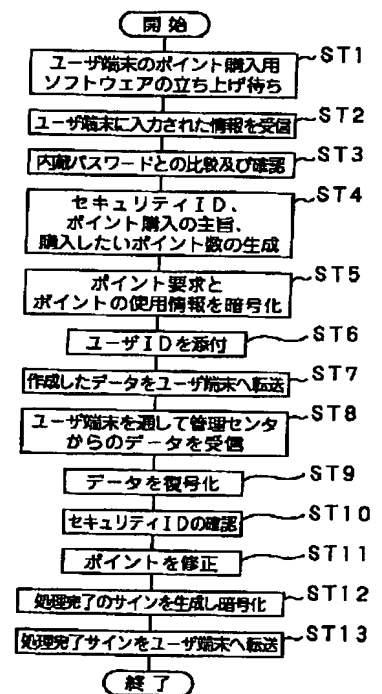 開始
ユーザ端末のポイント購入用
ソフトウェアの立ち上げ待ち
ST1
ユーザ端末に入力された情報を受信
ST2
内蔵パスワードとの比較及び確認
ST3
セキュリティID、
ポイント購入の主旨、
購入したいポイント数の生成
ST4
ポイント要求と
ポイントの使用情報を暗号化
ST5
ユーザIDを添付
ST6
作成したデータをユーザ端末へ転送
ST7
ユーザ端末を通して管理センタ
からのデータを受信
ST8
データを復号化
ST9
セキュリティIDの確認
ST10
ポイントを修正
ST11
処理完了のサインを生成し暗号化
ST12
処理完了サインをユーザ端末へ転送
ST13
終了